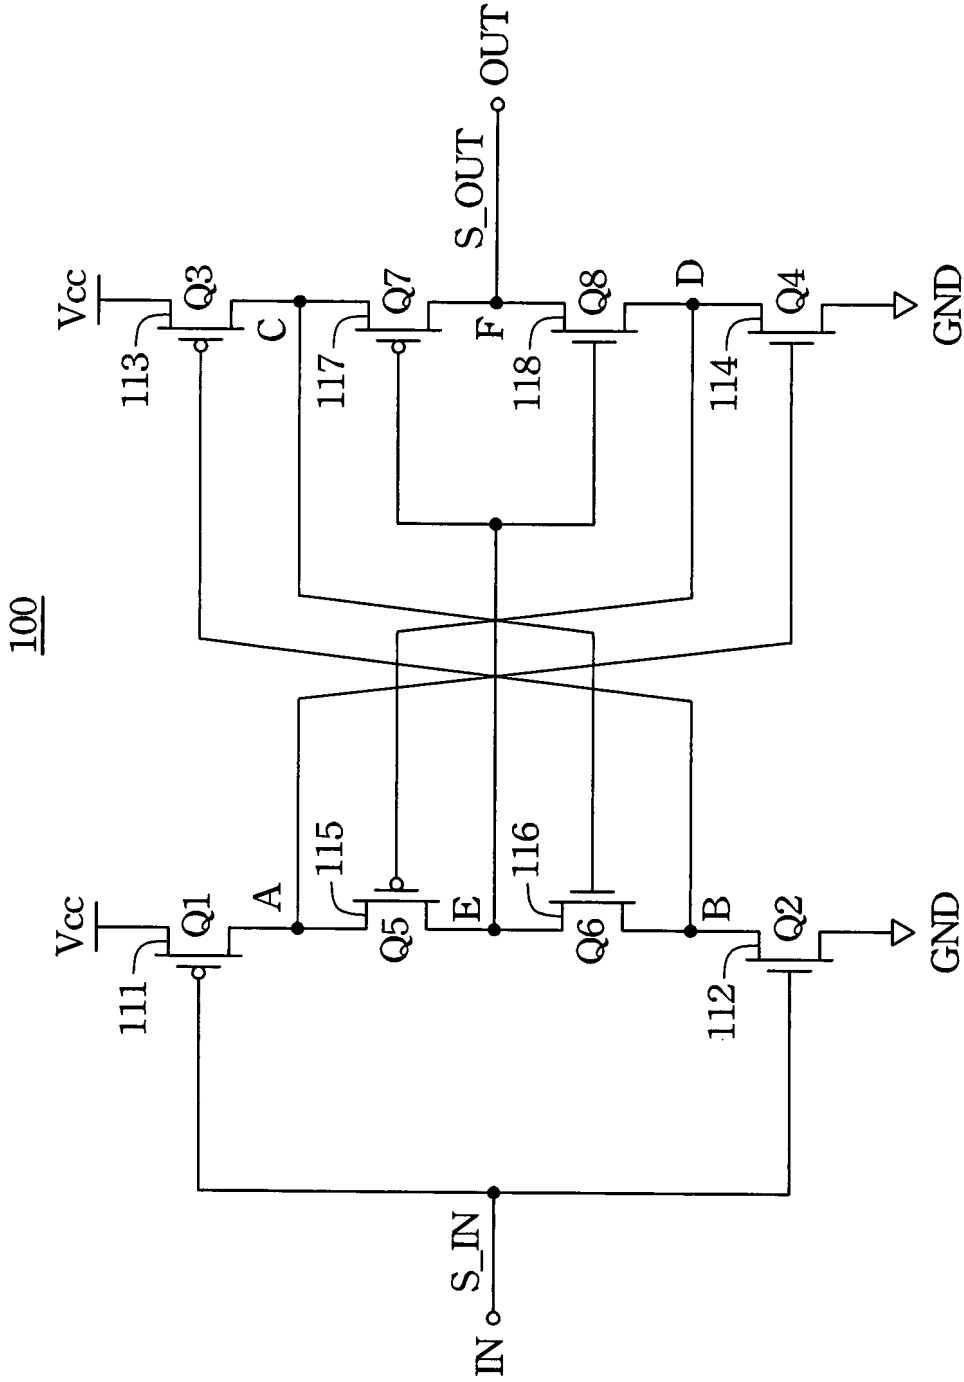 100
Vcc
Vcc
111
Q1
113
Q3
A
C
115
Q5
117
Q7
IN
S_IN
E
F
S_OUT
OUT
116
Q6
118
Q8
B
D
112
Q2
114
Q4
GND
GND